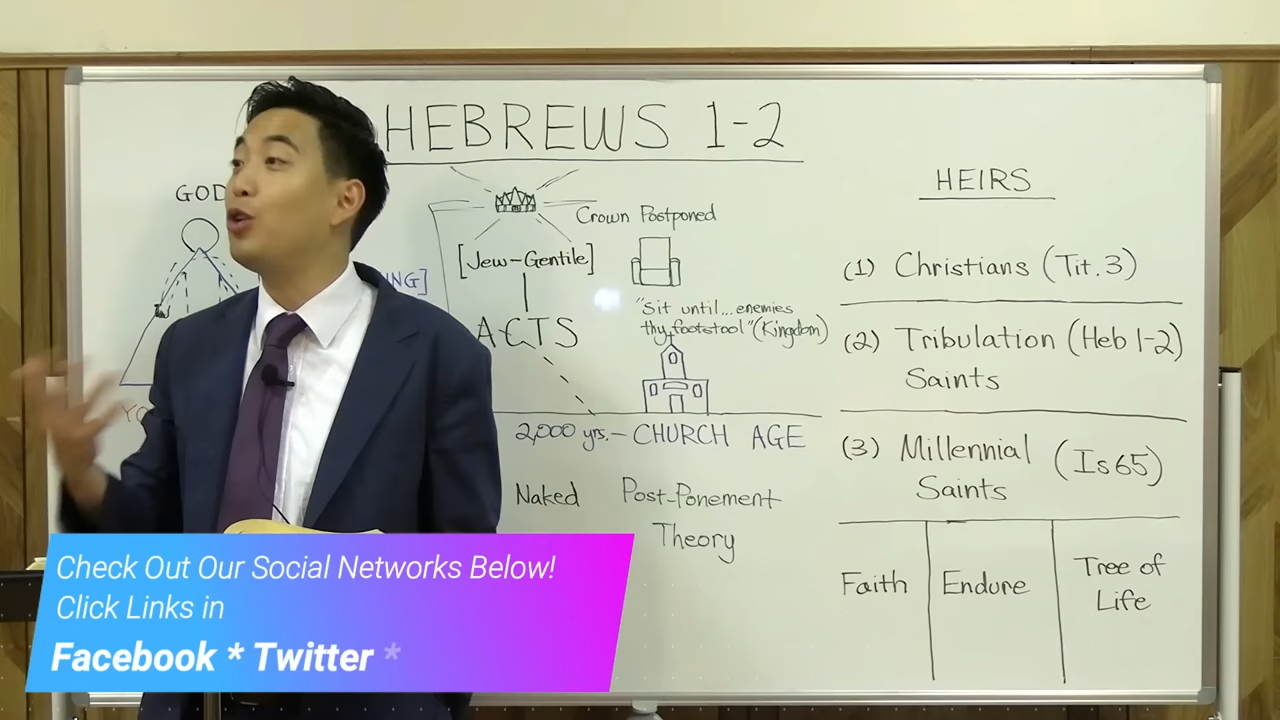 HEBREWS 1-2
GOD
Crown Postponed
[Jew-Gentile]
NG]
"Sit until... enemies
thy footstool" (Kingdom)
ACTS
YO
2,000 yrs. - CHURCH AGE
Naked
Post-Ponement
Theory
HEIRS
(1) Christians (Tit. 3)
(2) Tribulation (Heb 1-2)
Saints
(3) Millennial (Is 65)
Saints
Faith
Endure
Tree of
Life
Check Out Our Social Networks Below!
Click Links in
Facebook * Twitter *